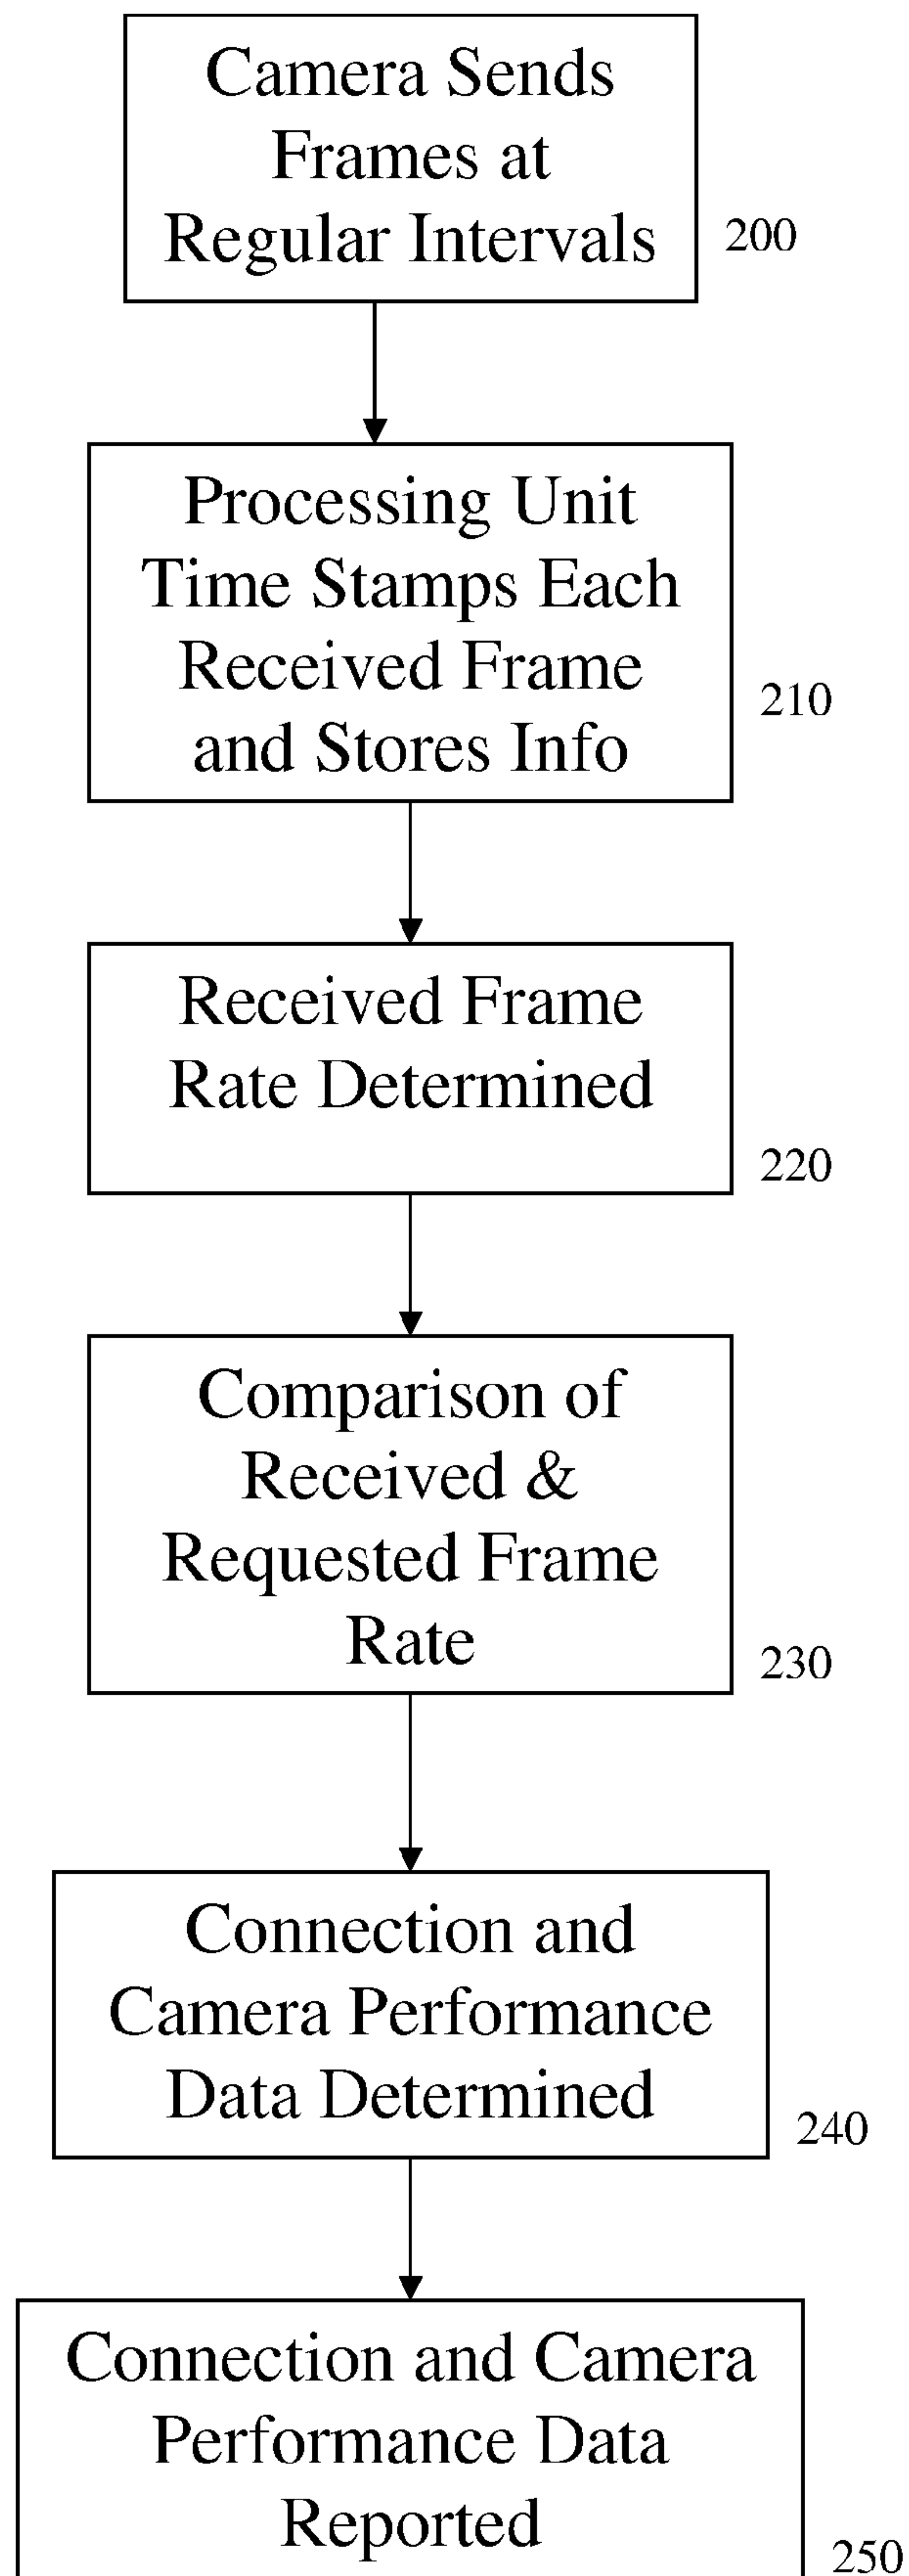 Camera Sends
Frames at
Regular Intervals
200
Processing Unit
Time Stamps Each
Received Frame
and Stores Info
210
Received Frame
Rate Determined
220
Comparison of
Received &
Requested Frame
Rate
230
Connection and
Camera Performance
Data Determined
240
Connection and Camera
Performance Data
Reported
250